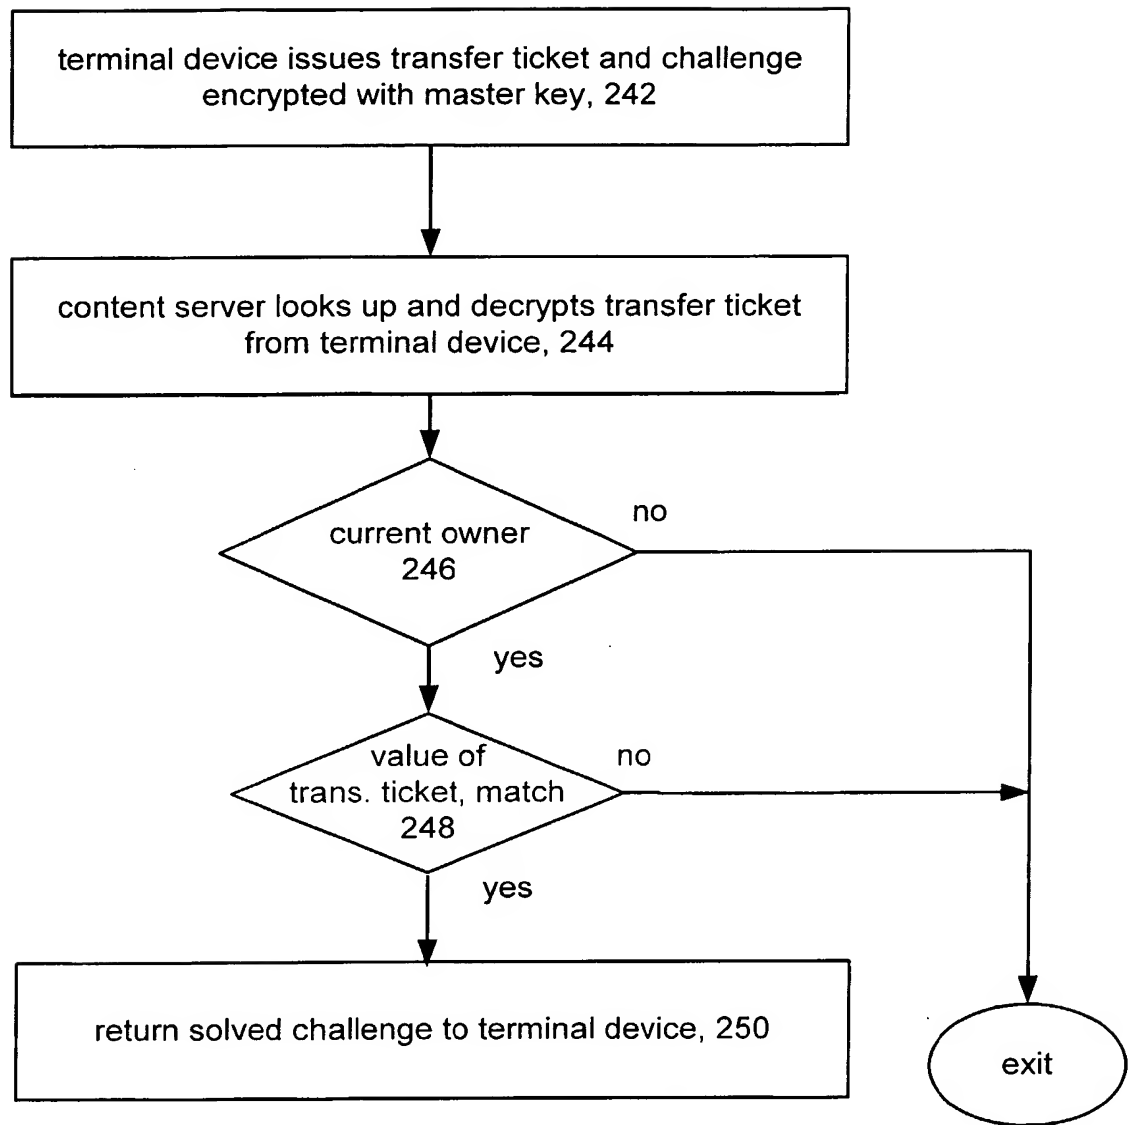 terminal device issues transfer ticket and challenge
encrypted with master key, 242
content server looks up and decrypts transfer ticket
from terminal device, 244
current owner
246
no
yes
value of
trans. ticket, match
248
no
yes
return solved challenge to terminal device, 250
exit